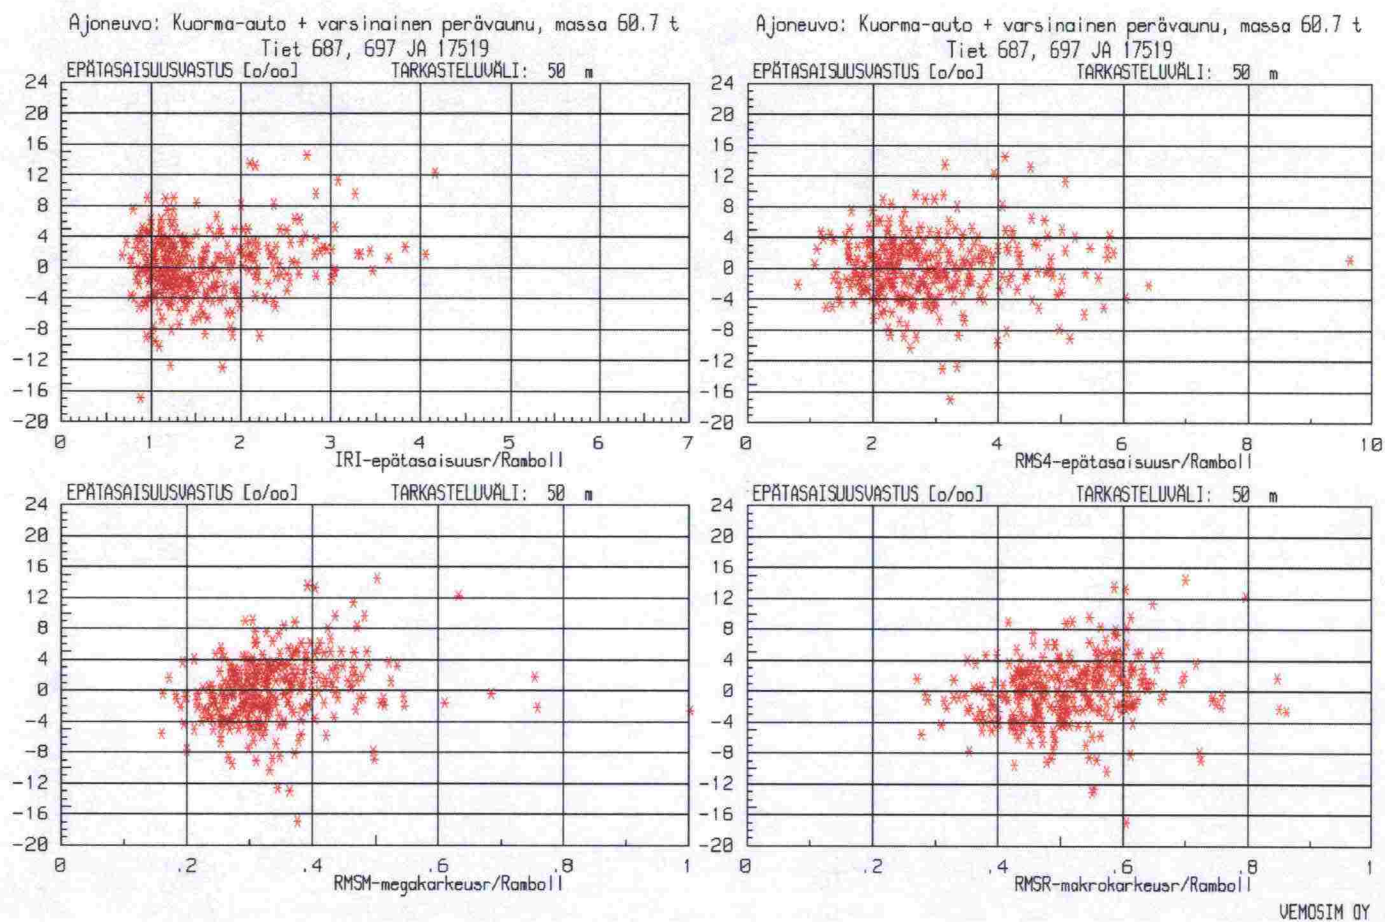 Ajoneuvo: Kuorma-auto + varsinainen perävaunu, massa 60.7 t
Tiet 687, 697 JA 17519
EPÄTASAISUUSVASTUS [o/oo] TARKASTELUVÄLI: 50 m
24
20
16
12
8
4
0
-4
-8
-12
-16
-20
0 1 2 3 4 5 6 7
IRI-epätasaisuusr/Ramboll
Ajoneuvo: Kuorma-auto + varsinainen perävaunu, massa 60.7 t
Tiet 687, 697 JA 17519
EPÄTASAISUUSVASTUS [o/oo] TARKASTELUVÄLI: 50 m
24
20
16
12
8
4
0
-4
-8
-12
-16
-20
0 2 4 6 8 10
RMS4-epätasaisuusr/Ramboll
EPÄTASAISUUSVASTUS [o/oo] TARKASTELUVÄLI: 50 m
24
20
16
12
8
4
0
-4
-8
-12
-16
-20
0 .2 .4 .6 .8 1
RMSM-megakarkeusr/Ramboll
EPÄTASAISUUSVASTUS [o/oo] TARKASTELUVÄLI: 50 m
24
20
16
12
8
4
0
-4
-8
-12
-16
-20
0 .2 .4 .6 .8 1
RMSR-makrokarkeusr/Ramboll
VEMOSIM OY